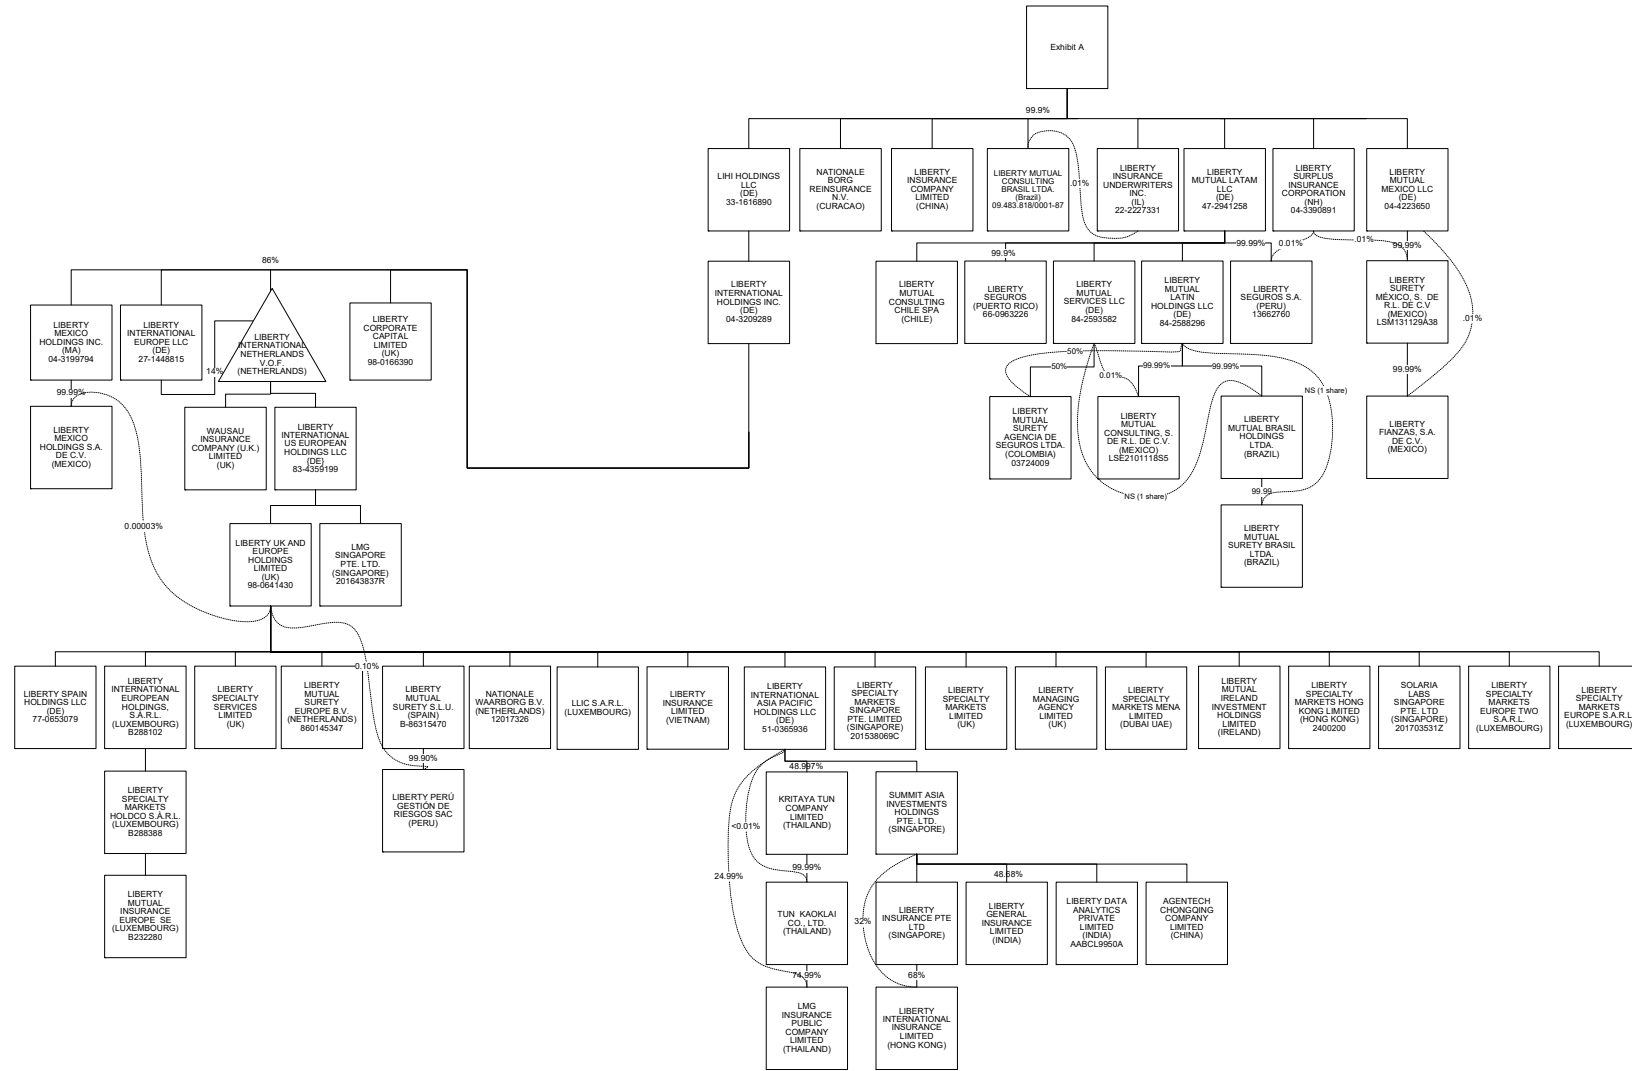 Exhibit A
99.9%
LIHI HOLDINGS
LLC
(DE)
33-1616890
NATIONALE
BORG
REINSURANCE
N.V.
(CURACAO)
LIBERTY
INSURANCE
COMPANY
LIMITED
(CHINA)
LIBERTY MUTUAL
CONSULTING
BRASIL LTDA.
(Brazil)
09.483.818/0001-87
.01%
LIBERTY
INSURANCE
UNDERWRITERS
INC.
(IL)
22-2227331
LIBERTY
MUTUAL LATAM
LLC
(DE)
47-2941258
LIBERTY
SURPLUS
INSURANCE
CORPORATION
(NH)
04-3390891
LIBERTY
MUTUAL
MEXICO LLC
(DE)
04-4223650
99.9%
99.99%
0.01%
.01%
99.99%
LIBERTY
INTERNATIONAL
HOLDINGS INC.
(DE)
04-3209289
LIBERTY
MUTUAL
CONSULTING
CHILE SPA
(CHILE)
LIBERTY
SEGUROS
(PUERTO RICO)
66-0963226
LIBERTY
MUTUAL
SERVICES LLC
(DE)
84-2593582
LIBERTY
MUTUAL
LATIN
HOLDINGS LLC
(DE)
84-2588296
LIBERTY
SEGUROS S.A.
(PERU)
13662760
LIBERTY
SURETY
MÉXICO, S.  DE
R.L. DE C.V
(MEXICO)
LSM131129A38
.01%
50%
50%
0.01%
99.99%
99.99%
99.99%
NS (1 share)
LIBERTY
MUTUAL
SURETY
AGENCIA DE
SEGUROS LTDA.
(COLOMBIA)
03724009
LIBERTY
MUTUAL
CONSULTING, S.
DE R.L. DE C.V.
(MEXICO)
LSE2101118S5
LIBERTY
MUTUAL BRASIL
HOLDINGS
LTDA.
(BRAZIL)
LIBERTY
FIANZAS, S.A.
DE C.V.
(MEXICO)
NS (1 share)
99.99
LIBERTY
MUTUAL
SURETY BRASIL
LTDA.
(BRAZIL)
86%
LIBERTY
MEXICO
HOLDINGS INC.
(MA)
04-3199794
LIBERTY
INTERNATIONAL
EUROPE LLC
(DE)
27-1448815
14%
LIBERTY
INTERNATIONAL
NETHERLANDS
V.O.F.
(NETHERLANDS)
LIBERTY
CORPORATE
CAPITAL
LIMITED
(UK)
98-0166390
99.99%
LIBERTY
MEXICO
HOLDINGS S.A.
DE C.V.
(MEXICO)
WAUSAU
INSURANCE
COMPANY (U.K.)
LIMITED
(UK)
LIBERTY
INTERNATIONAL
US EUROPEAN
HOLDINGS LLC
(DE)
83-4359199
0.00003%
LIBERTY UK AND
EUROPE
HOLDINGS
LIMITED
(UK)
98-0641430
LMG
SINGAPORE
PTE. LTD.
(SINGAPORE)
201643837R
0.10%
LIBERTY SPAIN
HOLDINGS LLC
(DE)
77-0653079
LIBERTY
INTERNATIONAL
EUROPEAN
HOLDINGS,
S.A.R.L.
(LUXEMBOURG)
B288102
LIBERTY
SPECIALTY
SERVICES
LIMITED
(UK)
LIBERTY
MUTUAL
SURETY
EUROPE B.V.
(NETHERLANDS)
860145347
LIBERTY
MUTUAL
SURETY S.L.U.
(SPAIN)
B-86315470
NATIONALE
WAARBORG B.V.
(NETHERLANDS)
12017326
LLIC S.A.R.L.
(LUXEMBOURG)
LIBERTY
INSURANCE
LIMITED
(VIETNAM)
LIBERTY
INTERNATIONAL
ASIA PACIFIC
HOLDINGS LLC
(DE)
51-0365936
LIBERTY
SPECIALTY
MARKETS
SINGAPORE
PTE. LIMITED
(SINGAPORE)
201538069C
LIBERTY
SPECIALTY
MARKETS
LIMITED
(UK)
LIBERTY
MANAGING
AGENCY
LIMITED
(UK)
LIBERTY
SPECIALTY
MARKETS MENA
LIMITED
(DUBAI UAE)
LIBERTY
MUTUAL
IRELAND
INVESTMENT
HOLDINGS
LIMITED
(IRELAND)
LIBERTY
SPECIALTY
MARKETS HONG
KONG LIMITED
(HONG KONG)
2400200
SOLARIA
LABS
SINGAPORE
PTE. LTD
(SINGAPORE)
201703531Z
LIBERTY
SPECIALTY
MARKETS
EUROPE TWO
S.A.R.L.
(LUXEMBOURG)
LIBERTY
SPECIALTY
MARKETS
EUROPE S.A.R.L.
(LUXEMBOURG)
99.90%
48.997%
LIBERTY
SPECIALTY
MARKETS
HOLDCO S.À.R.L.
(LUXEMBOURG)
B288388
LIBERTY PERÚ
GESTIÓN DE
RIESGOS SAC
(PERU)
KRITAYA TUN
COMPANY
LIMITED
(THAILAND)
SUMMIT ASIA
INVESTMENTS
HOLDINGS
PTE. LTD.
(SINGAPORE)
<0.01%
24.99%
99.99%
48.68%
LIBERTY
MUTUAL
INSURANCE
EUROPE  SE
(LUXEMBOURG)
B232280
TUN  KAOKLAI
CO., LTD.
(THAILAND)
32%
LIBERTY
INSURANCE PTE
LTD
(SINGAPORE)
LIBERTY
GENERAL
INSURANCE
LIMITED
(INDIA)
LIBERTY DATA
ANALYTICS
PRIVATE
LIMITED
(INDIA)
AABCL9950A
AGENTECH
CHONGQING
COMPANY
LIMITED
(CHINA)
74.99%
68%
LMG
INSURANCE
PUBLIC
COMPANY
LIMITED
(THAILAND)
LIBERTY
INTERNATIONAL
INSURANCE
LIMITED
(HONG KONG)